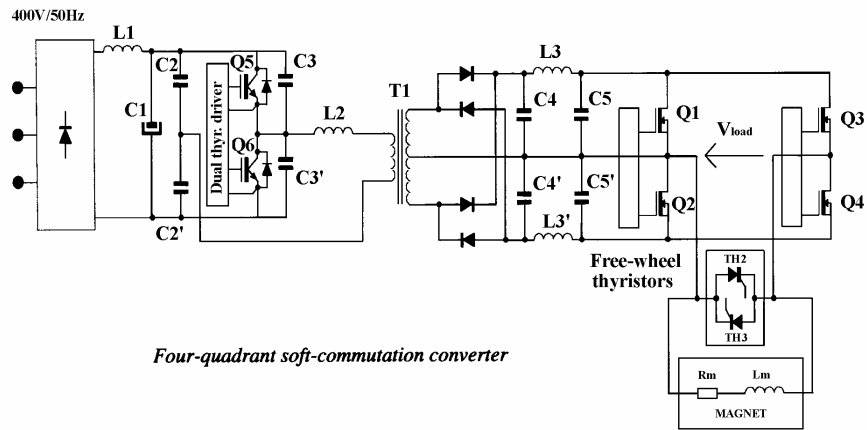 400V/50Hz
L1
C2
Q5
C3
C1
Dual thyr. driver
L2
T1
Q6
C3'
C2'
L3
C4
C5
Q1
Q3
Vload
C4'
C5'
Q2
Q4
L3'
Free-wheel
thyristors
TH2
TH3
Four-quadrant soft-commutation converter
Rm
Lm
MAGNET